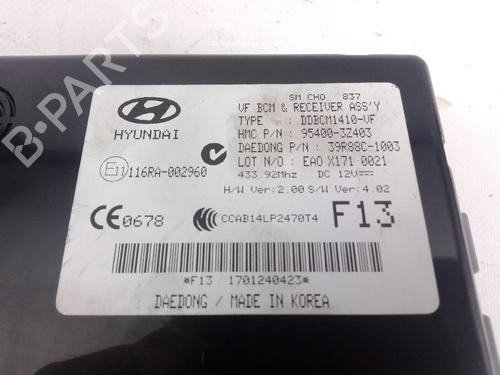 SM CHO 837
VF BCM & RECEIVER ASS'Y
TYPE : DDBCM1410-VF
HMC P/N : 95400-3Z403
DAEDONG P/N : 39R88C-1003
LOT N/O : EAO X171 0021
433.92Mhz DC 12V
H/W Ver: 2.00 S/W Ver: 4.02
HYUNDAI
E11 116RA-002960
CE 0678
CCAB14LP2470T4
F13
*F13 1701240423*
DAEDONG / MADE IN KOREA